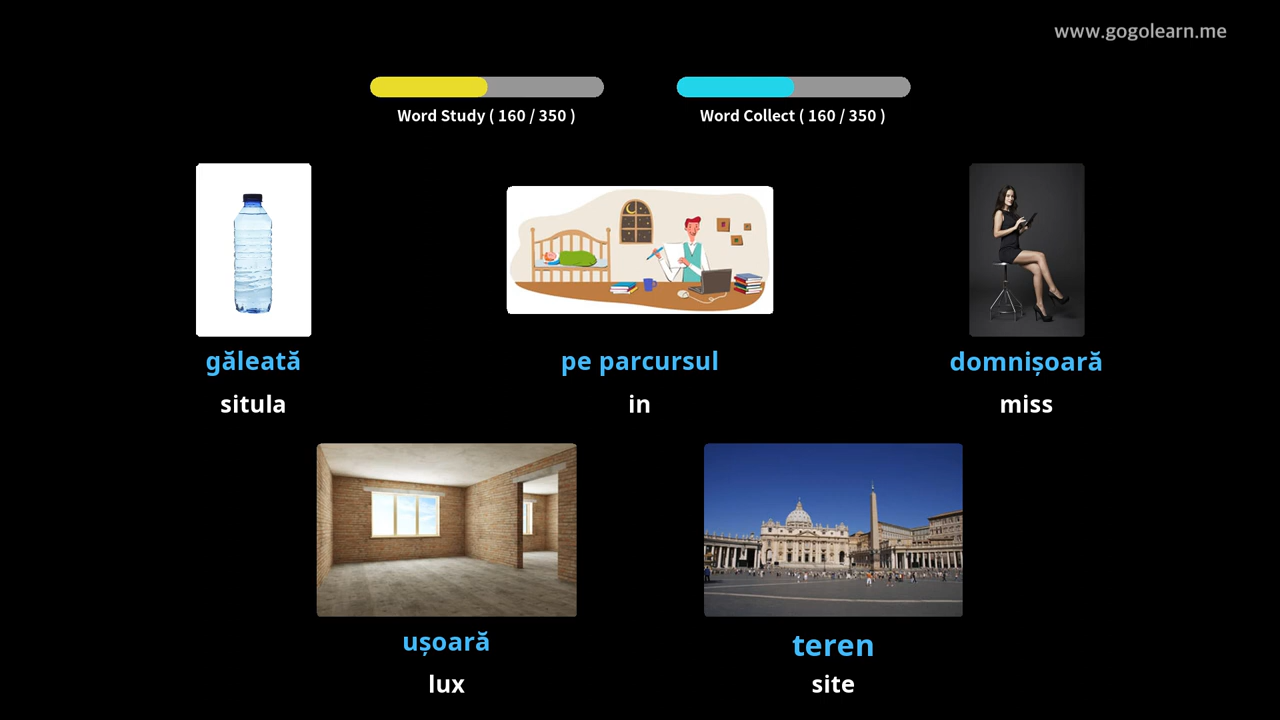 www.gogolearn.me
Word Study ( 160 / 350 )
Word Collect ( 160 / 350 )
găleată
situla
pe parcursul
in
domnișoară
miss
ușoară
lux
teren
site